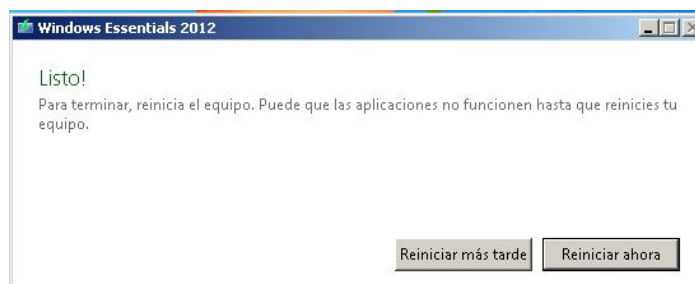 Windows Essentials 2012
Listo!
Para terminar, reinicia el equipo. Puede que las aplicaciones no funcionen hasta que reinicies tu
equipo.
Reiniciar más tarde Reiniciar ahora